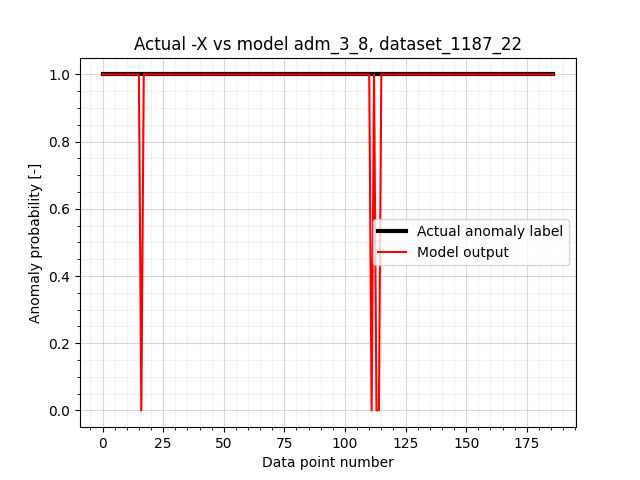 Actual -X vs model adm_3_8, dataset_1187_22
1.0
0.8
0.6
0.4
0.2
0.0
Anomaly probability [-]
Actual anomaly label
Model output
0 25 50 75 100 125 150 175
Data point number